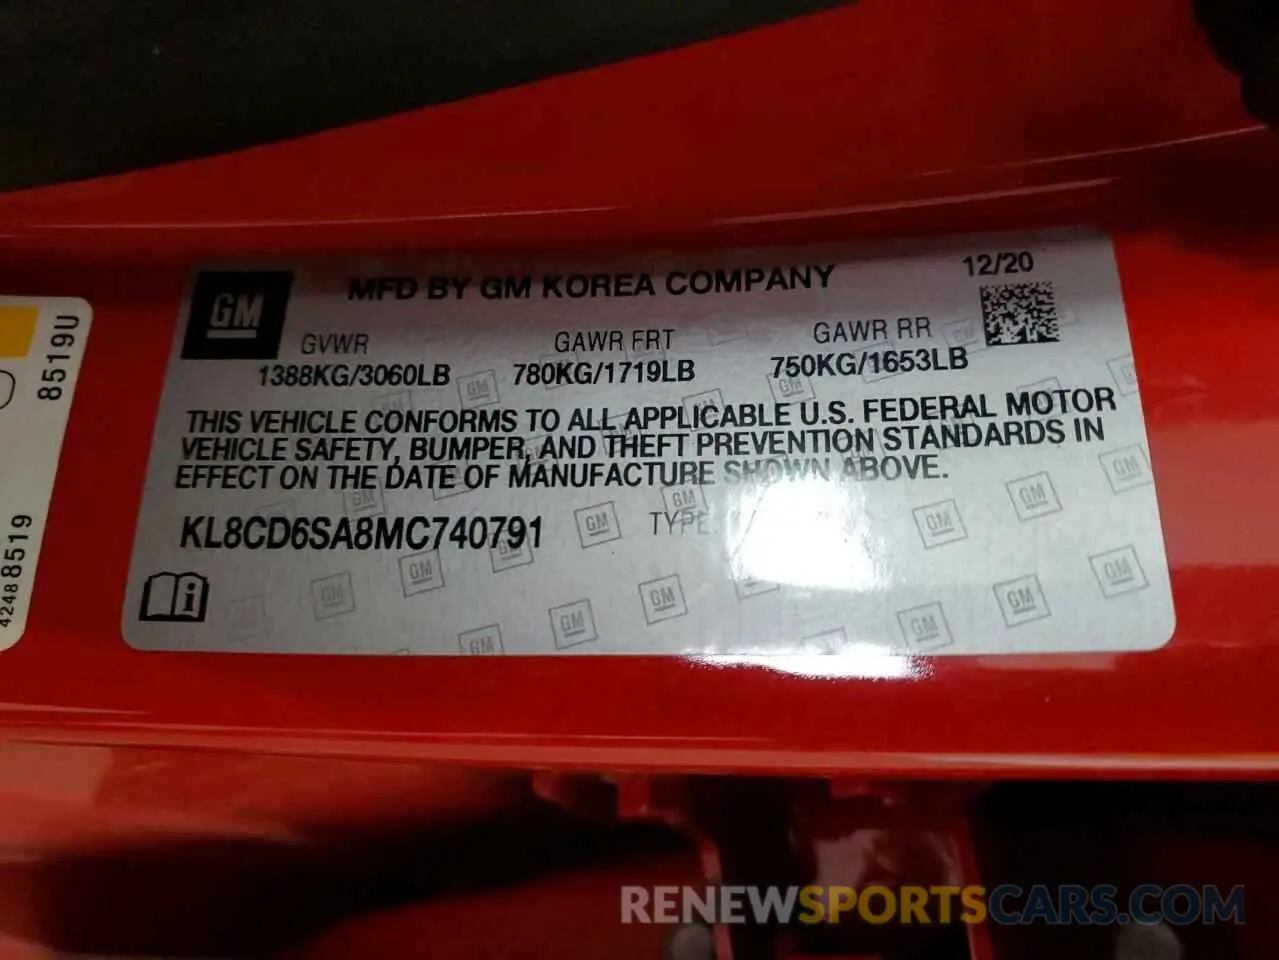 GM
MFD BY GM KOREA COMPANY
12/20
GVWR GAWR FRT GAWR RR
1388KG/3060LB 780KG/1719LB 750KG/1653LB
THIS VEHICLE CONFORMS TO ALL APPLICABLE U.S. FEDERAL MOTOR
VEHICLE SAFETY, BUMPER, AND THEFT PREVENTION STANDARDS IN
EFFECT ON THE DATE OF MANUFACTURE SHOWN ABOVE.
KL8CD6SA8MC740791 TYPE
8519U
42488519
RENEWSPORTSCARS.COM